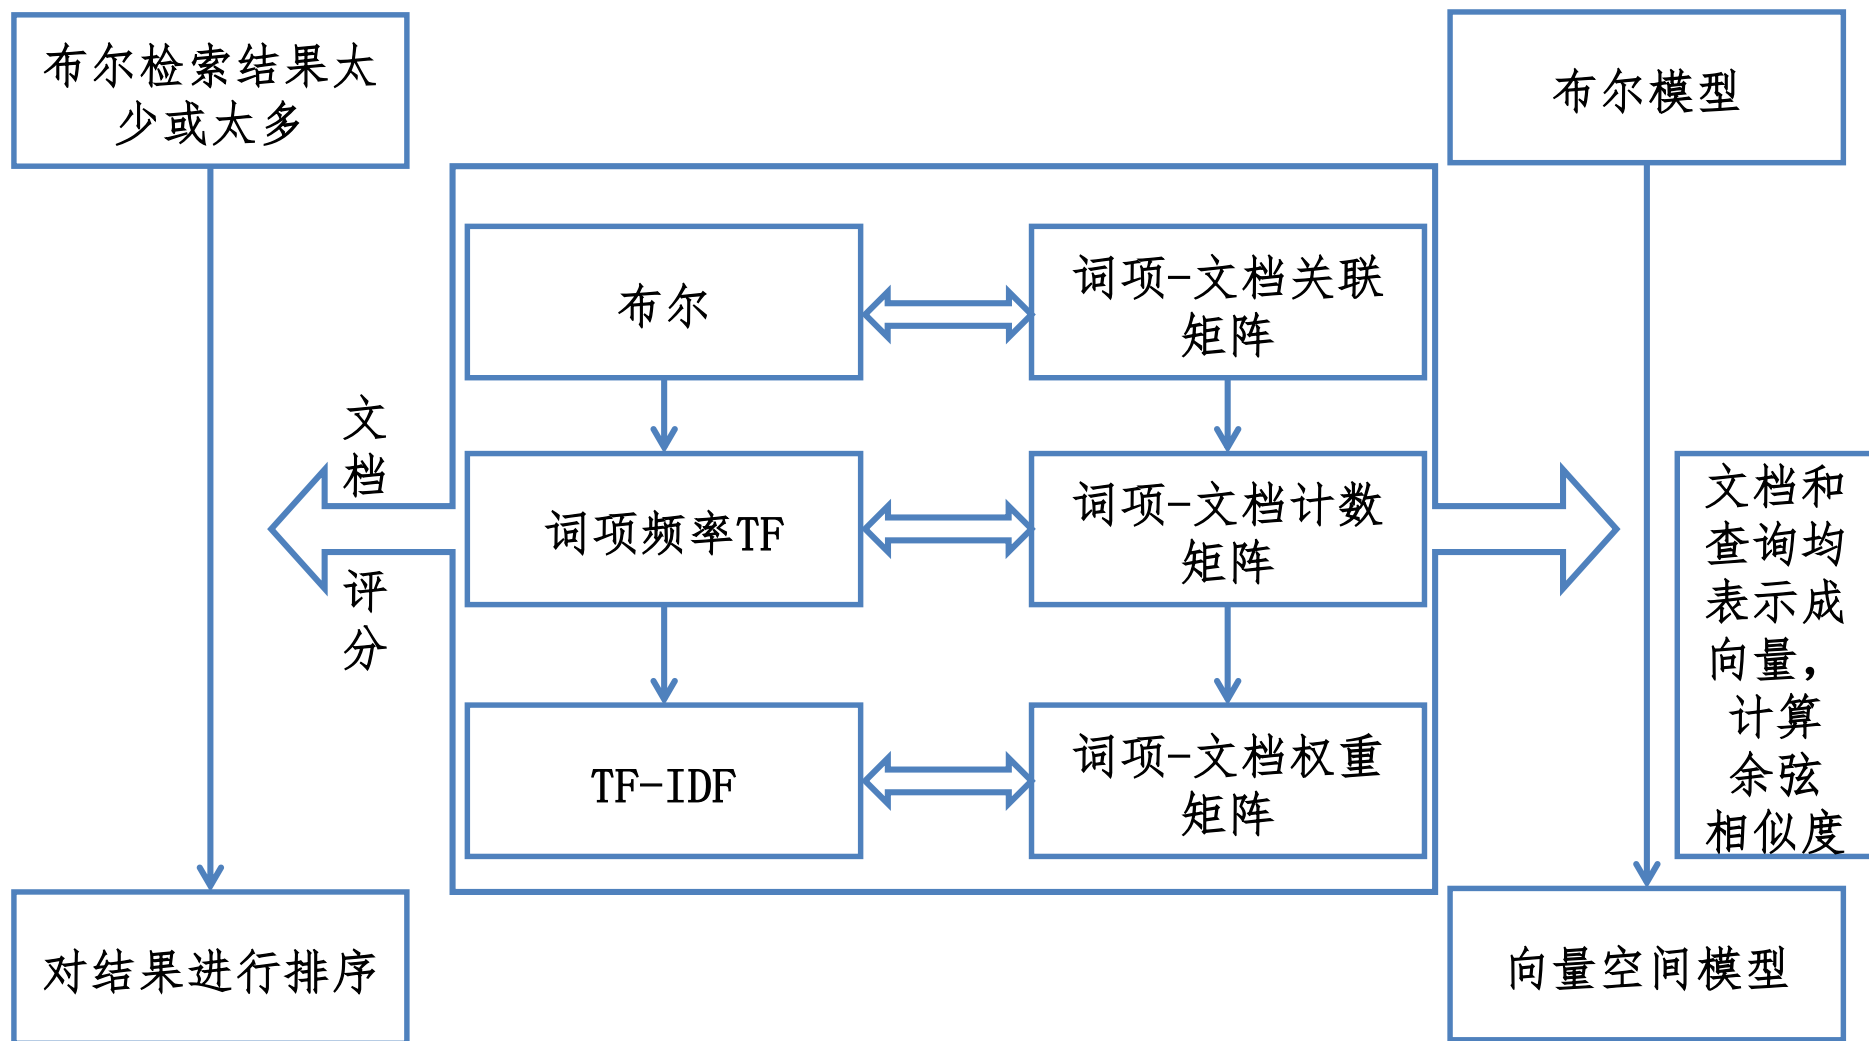 布尔检索结果太
少或太多
布尔模型
布尔
词项-文档关联
矩阵
文
档
评
分
词项频率TF
词项-文档计数
矩阵
文档和
查询均
表示成
向量，
计算
余弦
相似度
TF-IDF
词项-文档权重
矩阵
对结果进行排序
向量空间模型